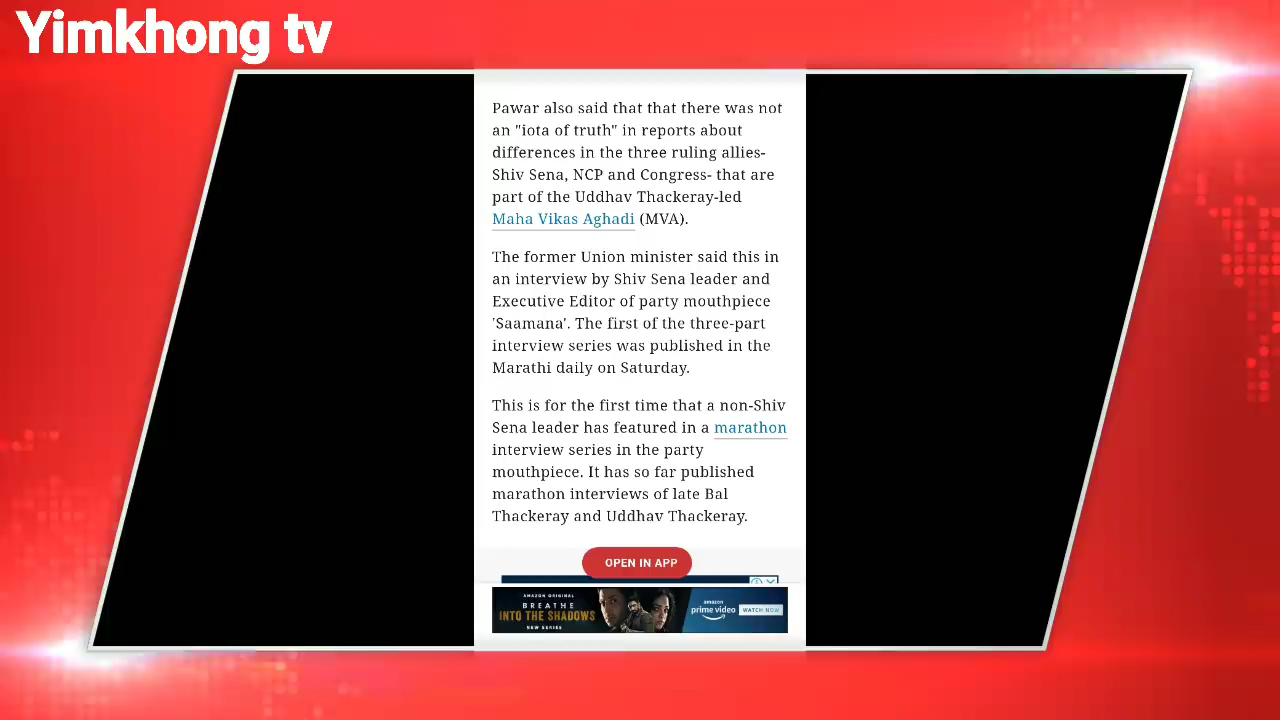 Yimkhong tv
Pawar also said that that there was not
an "iota of truth" in reports about
differences in the three ruling allies-
Shiv Sena, NCP and Congress- that are
part of the Uddhav Thackeray-led
Maha Vikas Aghadi (MVA).
The former Union minister said this in
an interview by Shiv Sena leader and
Executive Editor of party mouthpiece
'Saamana'. The first of the three-part
interview series was published in the
Marathi daily on Saturday.
This is for the first time that a non-Shiv
Sena leader has featured in a marathon
interview series in the party
mouthpiece. It has so far published
marathon interviews of late Bal
Thackeray and Uddhav Thackeray.
OPEN IN APP
AMAZON ORIGINAL
BREATHE
INTO THE SHADOWS
NEW SERIES
amazon
prime video
WATCH NOW